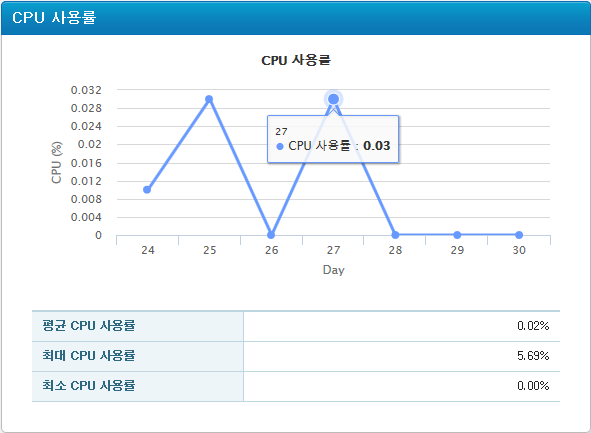 CPU 사용률
CPU 사용률
0.032
0.028
0.024
0.02
0.016
0.012
0.008
0.004
0
CPU (%)
27
CPU 사용률 : 0.03
24 25 26 27 28 29 30
Day
평균 CPU 사용률 0.02%
최대 CPU 사용률 5.69%
최소 CPU 사용률 0.00%